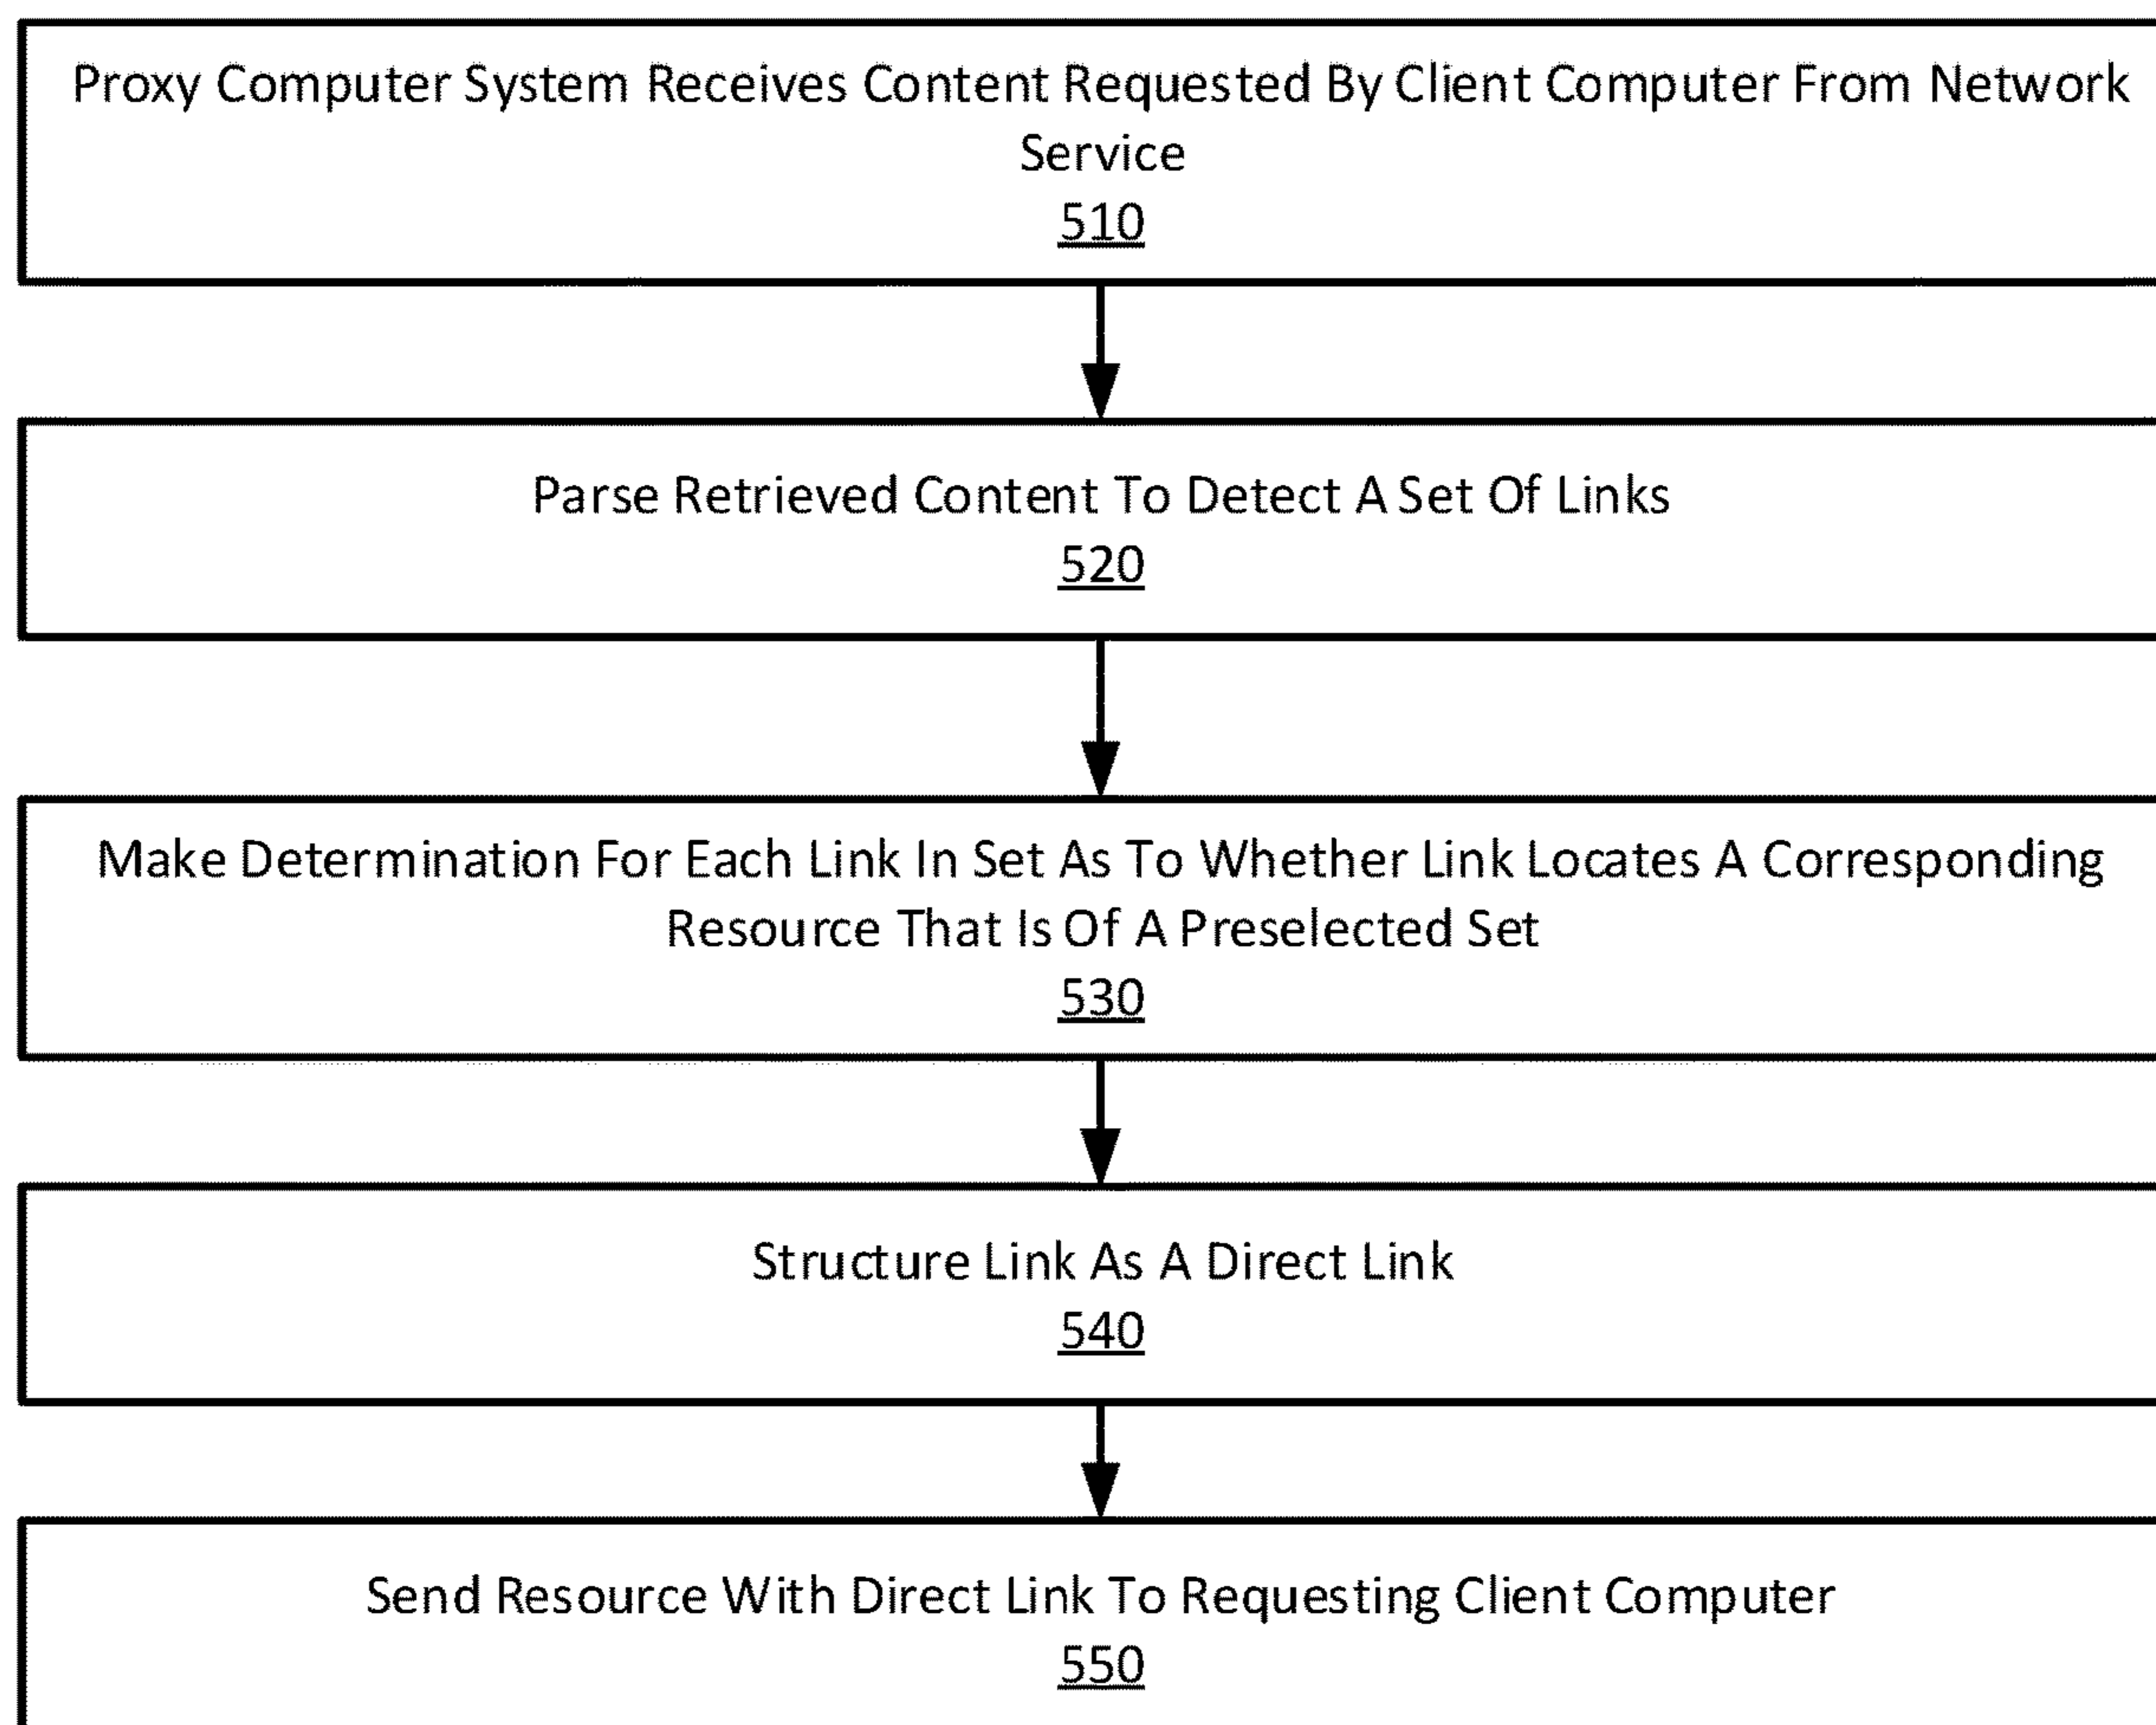 Proxy Computer System Receives Content Requested By Client Computer From Network
Service
510
Parse Retrieved Content To Detect A Set Of Links
520
Make Determination For Each Link In Set As To Whether Link Locates A Corresponding
Resource That Is Of A Preselected Set
530
Structure Link As A Direct Link
540
Send Resource With Direct Link To Requesting Client Computer
550